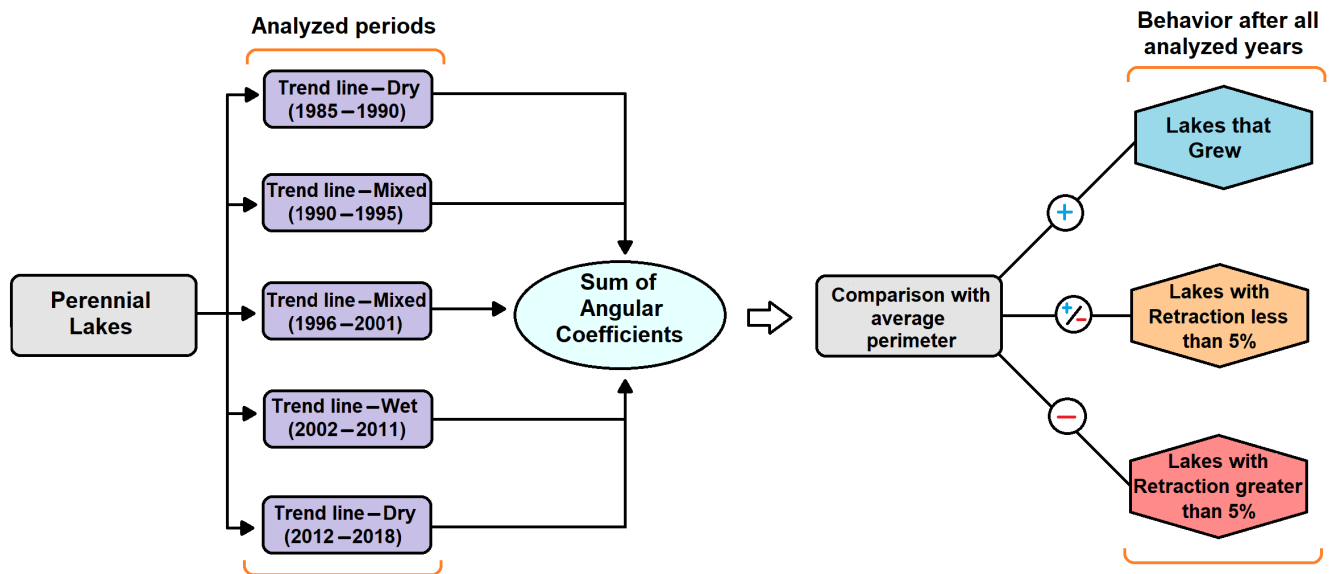 Analyzed periods
Behavior after all
analyzed years
Trend line—Dry
(1985—1990)
Trend line—Mixed
(1990—1995)
Trend line—Mixed
(1996—2001)
Trend line—Wet
(2002—2011)
Trend line—Dry
(2012—2018)
Perennial
Lakes
Sum of
Angular
Coefficients
Comparison with
average
perimeter
+
+/−
−
Lakes that
Grew
Lakes with
Retraction less
than 5%
Lakes with
Retraction greater
than 5%